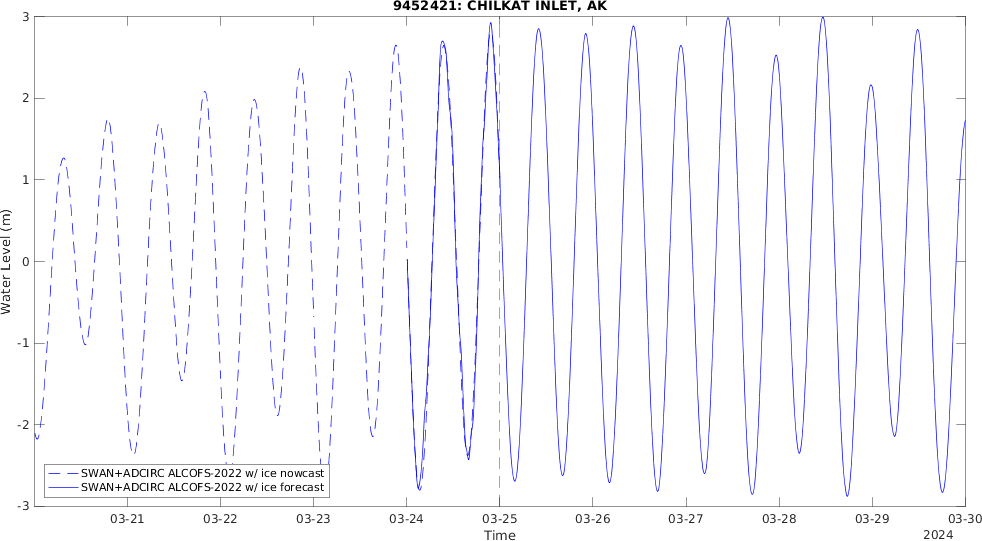 9452421: CHILKAT INLET, AK
3
2
1
0
-1
-2
-3
Water Level (m)
SWAN+ADCIRC ALCOFS-2022 w/ ice nowcast
SWAN+ADCIRC ALCOFS-2022 w/ ice forecast
03-21 03-22 03-23 03-24 03-25 03-26 03-27 03-28 03-29 03-30
Time
2024